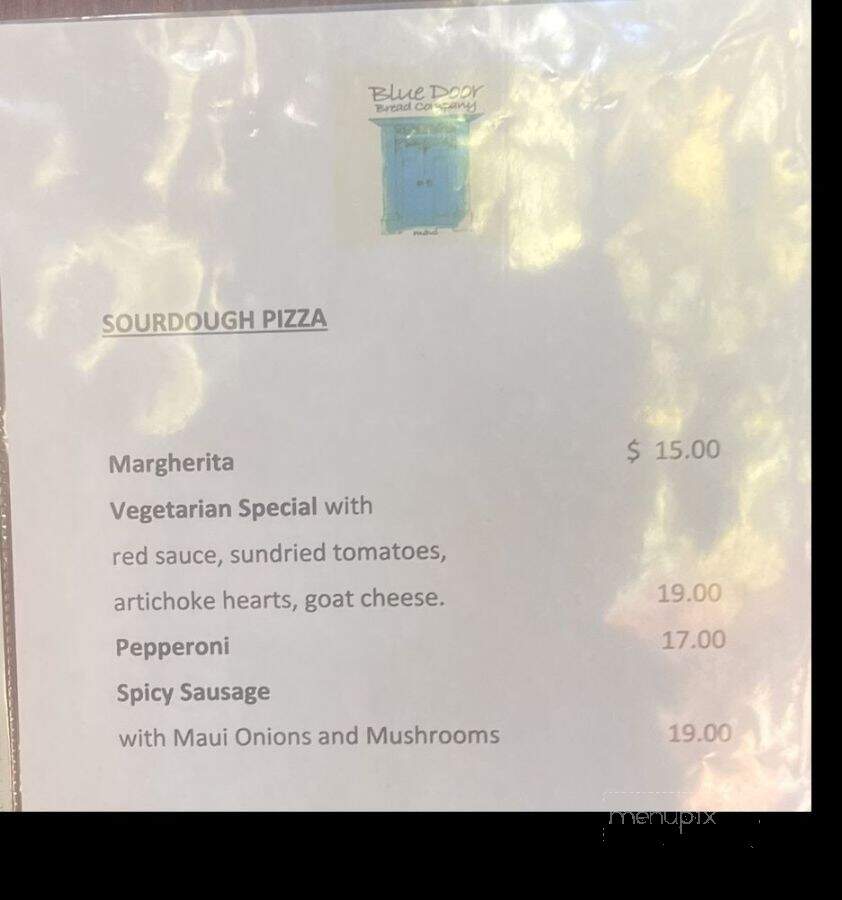 Blue Door
Bread Company
maui
SOURDOUGH PIZZA
Margherita $ 15.00
Vegetarian Special with
red sauce, sundried tomatoes,
artichoke hearts, goat cheese. 19.00
Pepperoni 17.00
Spicy Sausage
with Maui Onions and Mushrooms 19.00
menupix